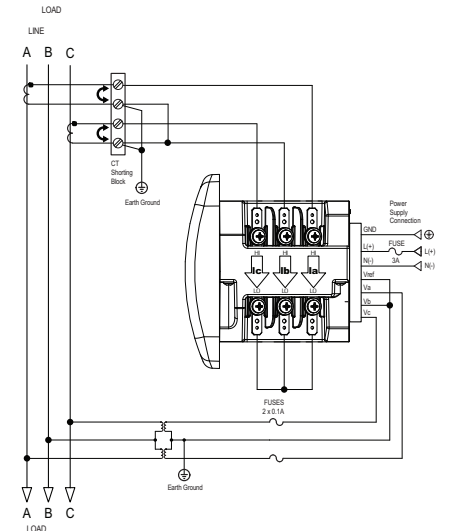 LOAD
LINE
A B C
CT
Shorting
Block
Earth Ground
Power
Supply
Connection
GND
L(+)
FUSE
L(+)
N(-)
3A
N(-)
Vref
Va
Vb
Vc
HI HI HI
Ic Ib Ia
LO LO LO
FUSES
2 x 0.1A
Earth Ground
A B C
LOAD